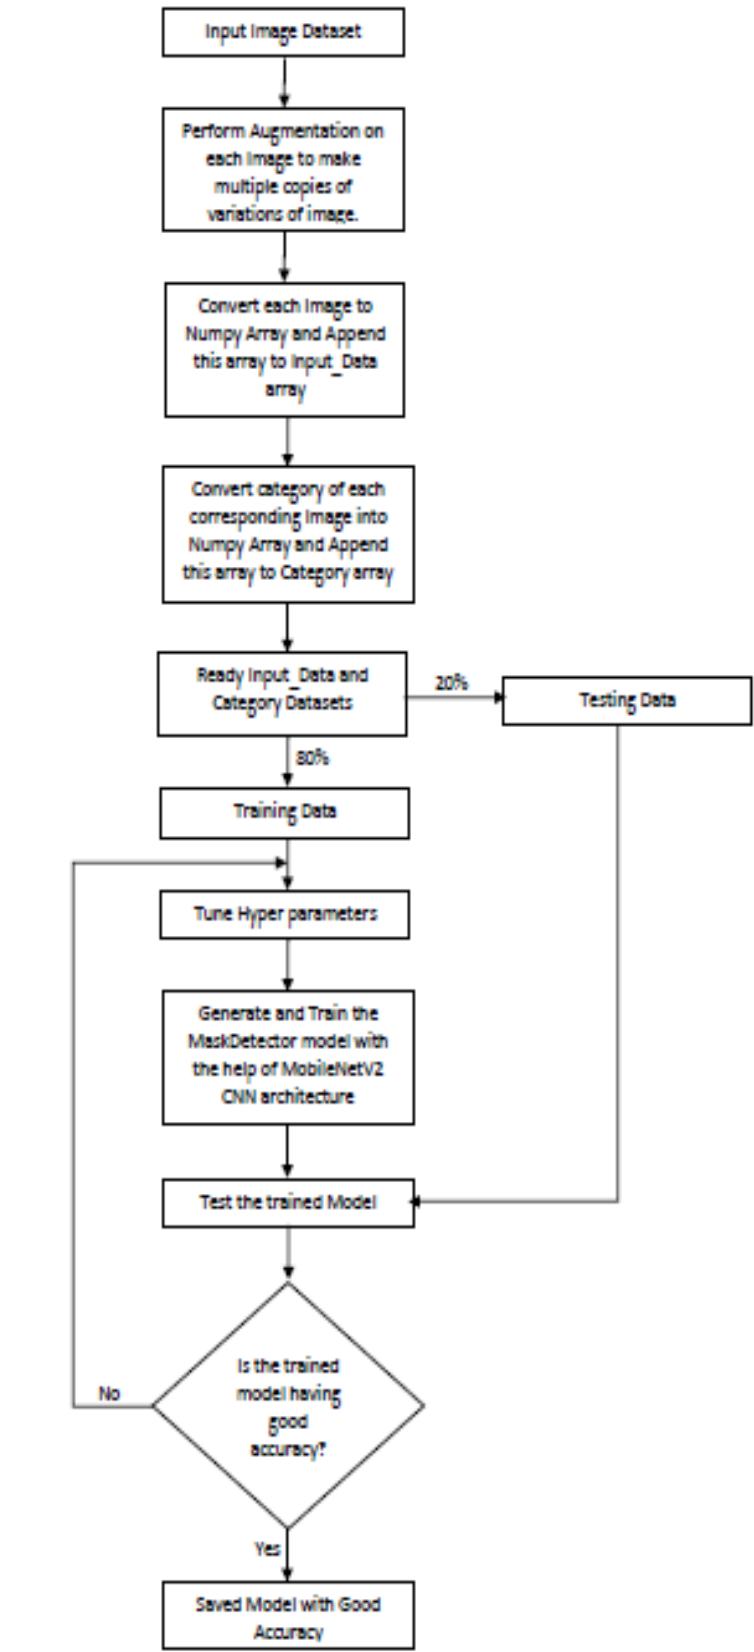 Input Image Dataset
Perform Augmentation on
each Image to make
multiple copies of
variations of image.
Convert each Image to
Numpy Array and Append
this array to Input_Data
array
Convert category of each
corresponding Image into
Numpy Array and Append
this array to Category array
Ready Input_Data and
Category Datasets
20%
Testing Data
80%
Training Data
Tune Hyper parameters
Generate and Train the
MaskDetector model with
the help of MobileNetV2
CNN architecture
Test the trained Model
Is the trained
model having
good
accuracy?
No
Yes
Saved Model with Good
Accuracy